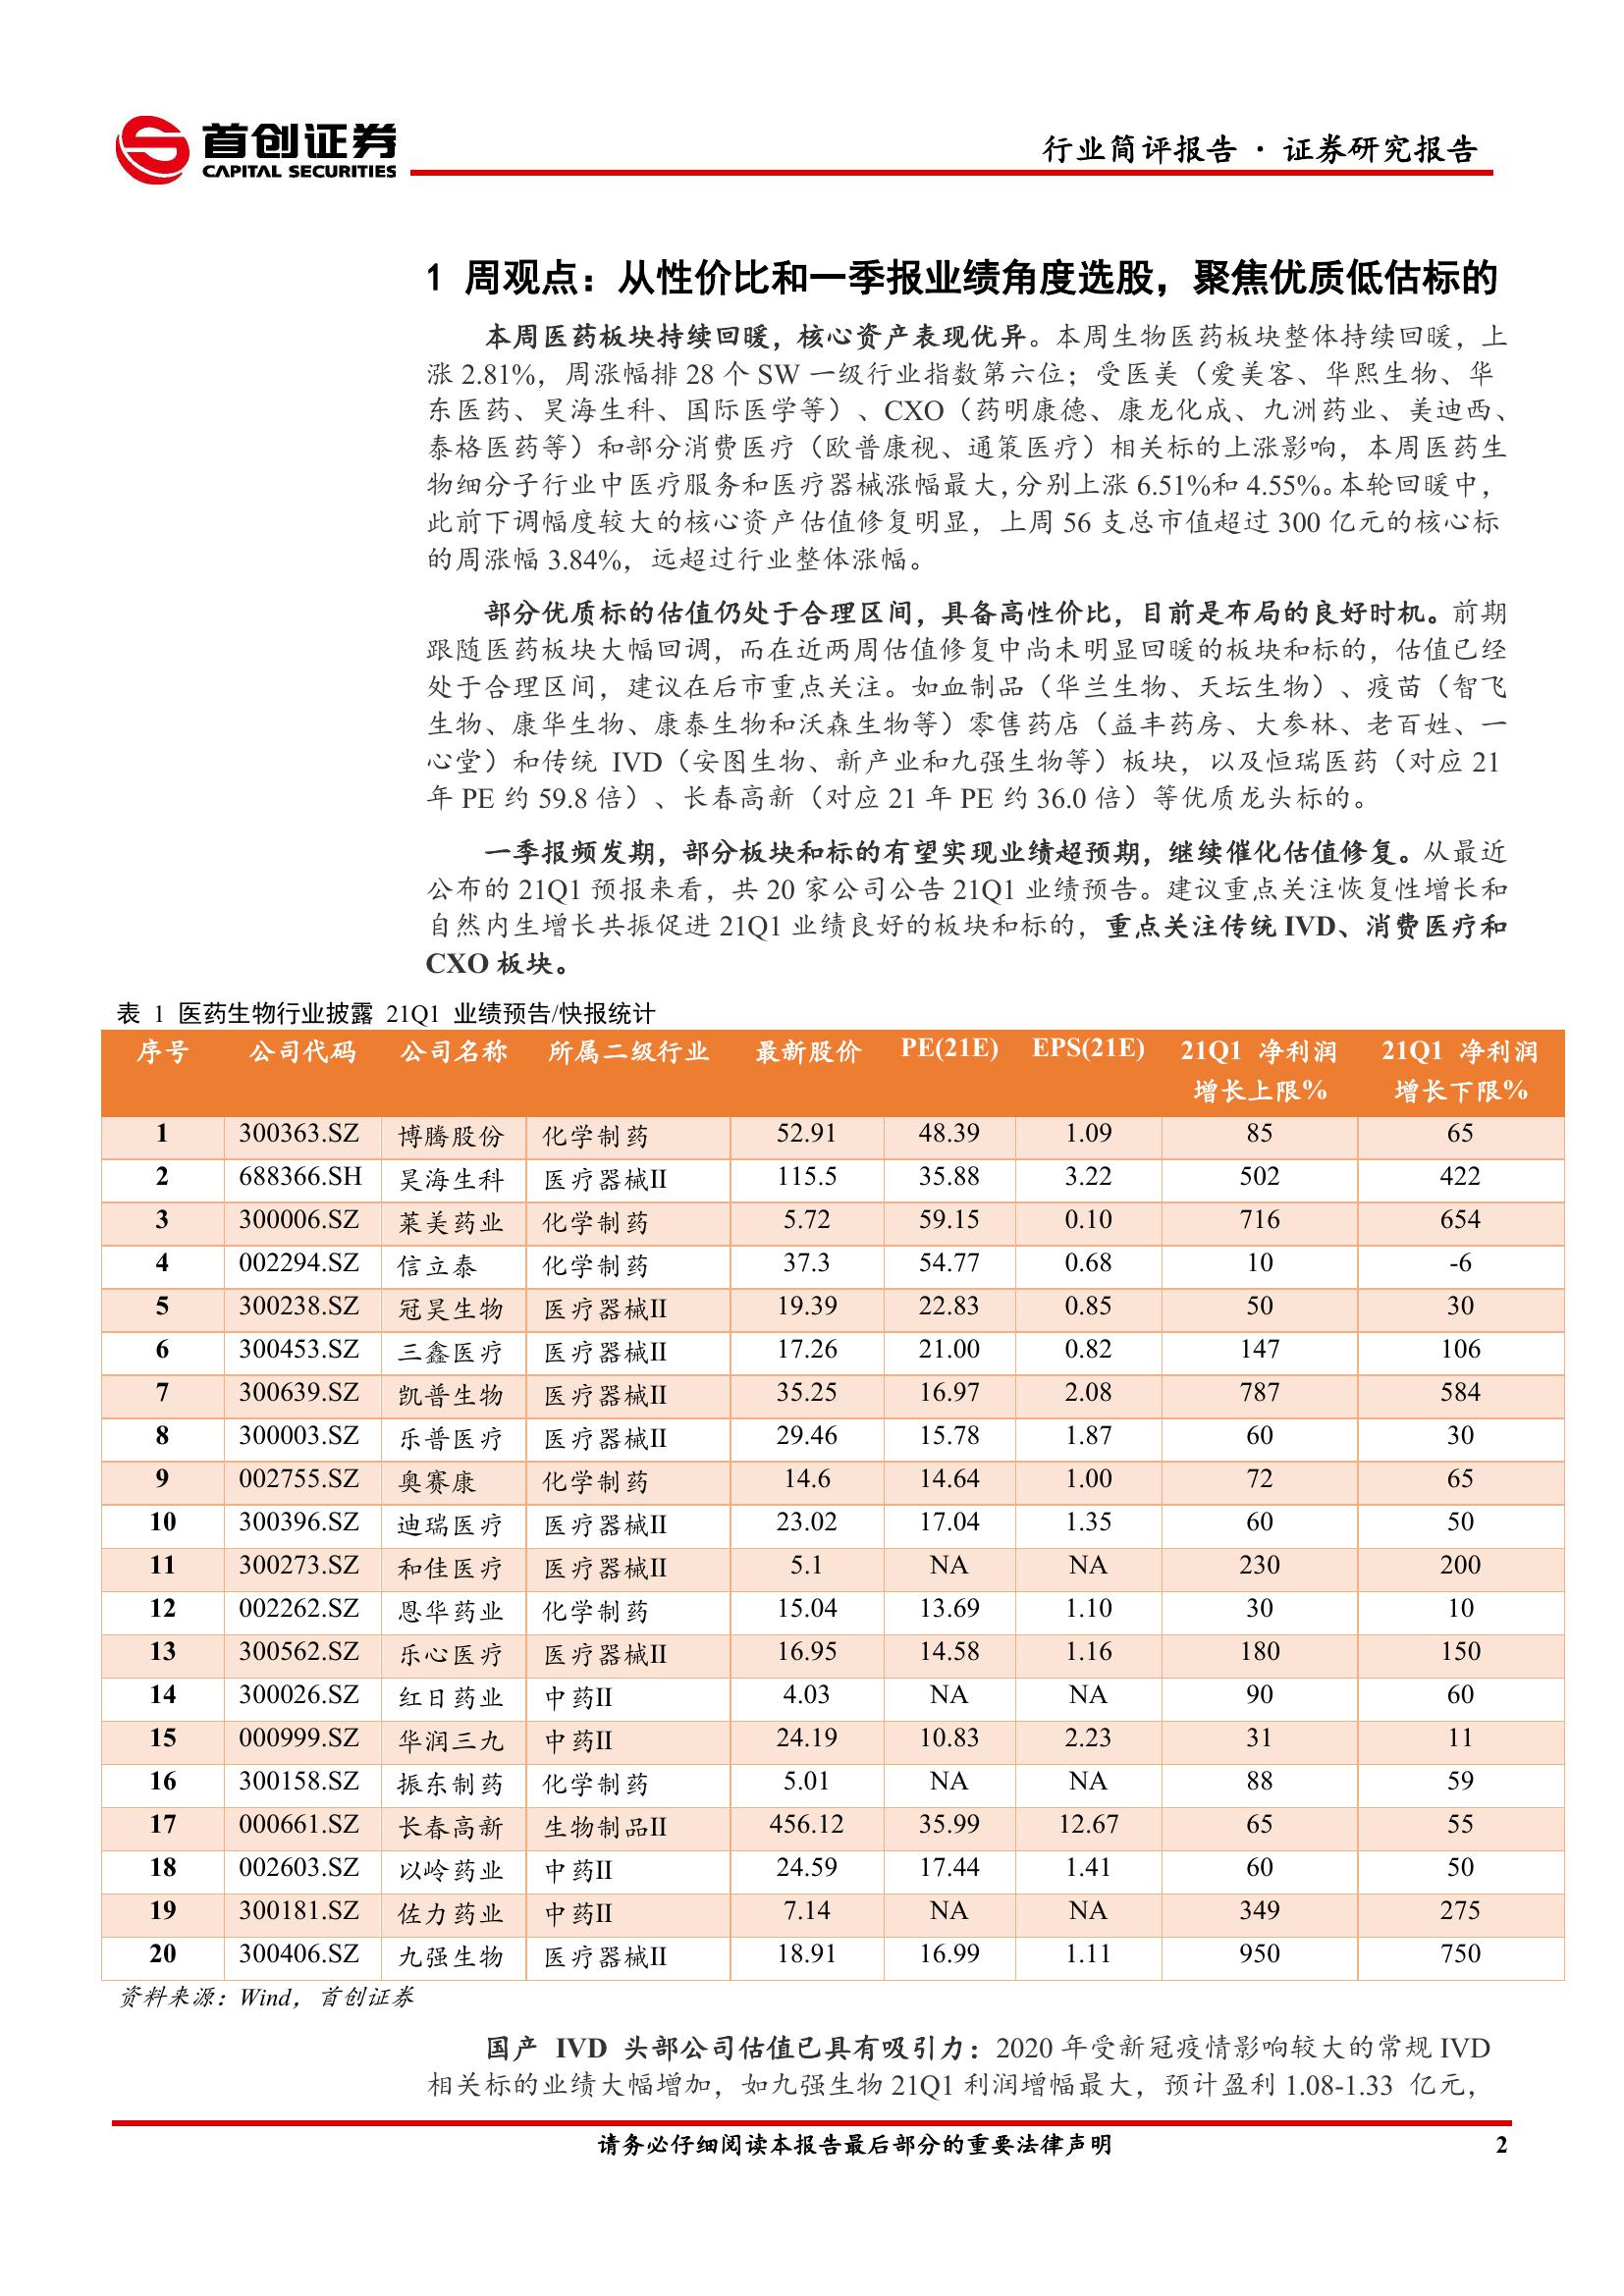 首创证券
CAPITAL SECURITIES
行业简评报告·证券研究报告
1 周观点：从性价比和一季报业绩角度选股，聚焦优质低估标的
本周医药板块持续回暖，核心资产表现优异。本周生物医药板块整体持续回暖，上
涨 2.81%，周涨幅排 28 个 SW 一级行业指数第六位；受医美（爱美客、华熙生物、华
东医药、昊海生科、国际医学等）、CXO（药明康德、康龙化成、九洲药业、美迪西、
泰格医药等）和部分消费医疗（欧普康视、通策医疗）相关标的上涨影响，本周医药生
物细分子行业中医疗服务和医疗器械涨幅最大，分别上涨 6.51%和 4.55%。本轮回暖中，
此前下调幅度较大的核心资产估值修复明显，上周 56 支总市值超过 300 亿元的核心标
的周涨幅 3.84%，远超过行业整体涨幅。
部分优质标的估值仍处于合理区间，具备高性价比，目前是布局的良好时机。前期
跟随医药板块大幅回调，而在近两周估值修复中尚未明显回暖的板块和标的，估值已经
处于合理区间，建议在后市重点关注。如血制品（华兰生物、天坛生物）、疫苗（智飞
生物、康华生物、康泰生物和沃森生物等）零售药店（益丰药房、大参林、老百姓、一
心堂）和传统 IVD（安图生物、新产业和九强生物等）板块，以及恒瑞医药（对应 21
年 PE 约 59.8 倍）、长春高新（对应 21 年 PE 约 36.0 倍）等优质龙头标的。
一季报频发期，部分板块和标的有望实现业绩超预期，继续催化估值修复。从最近
公布的 21Q1 预报来看，共 20 家公司公告 21Q1 业绩预告。建议重点关注恢复性增长和
自然内生增长共振促进 21Q1 业绩良好的板块和标的，重点关注传统 IVD、消费医疗和
CXO 板块。
表 1 医药生物行业披露 21Q1 业绩预告/快报统计
序号 公司代码 公司名称 所属二级行业 最新股价 PE(21E) EPS(21E) 21Q1 净利润增长上限% 21Q1 净利润增长下限%
1 300363.SZ 博腾股份 化学制药 52.91 48.39 1.09 85 65
2 688366.SH 昊海生科 医疗器械II 115.5 35.88 3.22 502 422
3 300006.SZ 莱美药业 化学制药 5.72 59.15 0.10 716 654
4 002294.SZ 信立泰 化学制药 37.3 54.77 0.68 10 -6
5 300238.SZ 冠昊生物 医疗器械II 19.39 22.83 0.85 50 30
6 300453.SZ 三鑫医疗 医疗器械II 17.26 21.00 0.82 147 106
7 300639.SZ 凯普生物 医疗器械II 35.25 16.97 2.08 787 584
8 300003.SZ 乐普医疗 医疗器械II 29.46 15.78 1.87 60 30
9 002755.SZ 奥赛康 化学制药 14.6 14.64 1.00 72 65
10 300396.SZ 迪瑞医疗 医疗器械II 23.02 17.04 1.35 60 50
11 300273.SZ 和佳医疗 医疗器械II 5.1 NA NA 230 200
12 002262.SZ 恩华药业 化学制药 15.04 13.69 1.10 30 10
13 300562.SZ 乐心医疗 医疗器械II 16.95 14.58 1.16 180 150
14 300026.SZ 红日药业 中药II 4.03 NA NA 90 60
15 000999.SZ 华润三九 中药II 24.19 10.83 2.23 31 11
16 300158.SZ 振东制药 化学制药 5.01 NA NA 88 59
17 000661.SZ 长春高新 生物制品II 456.12 35.99 12.67 65 55
18 002603.SZ 以岭药业 中药II 24.59 17.44 1.41 60 50
19 300181.SZ 佐力药业 中药II 7.14 NA NA 349 275
20 300406.SZ 九强生物 医疗器械II 18.91 16.99 1.11 950 750
资料来源：Wind，首创证券
国产 IVD 头部公司估值已具有吸引力：2020 年受新冠疫情影响较大的常规 IVD
相关标的业绩大幅增加，如九强生物 21Q1 利润增幅最大，预计盈利 1.08-1.33 亿元，
请务必仔细阅读本报告最后部分的重要法律声明 2